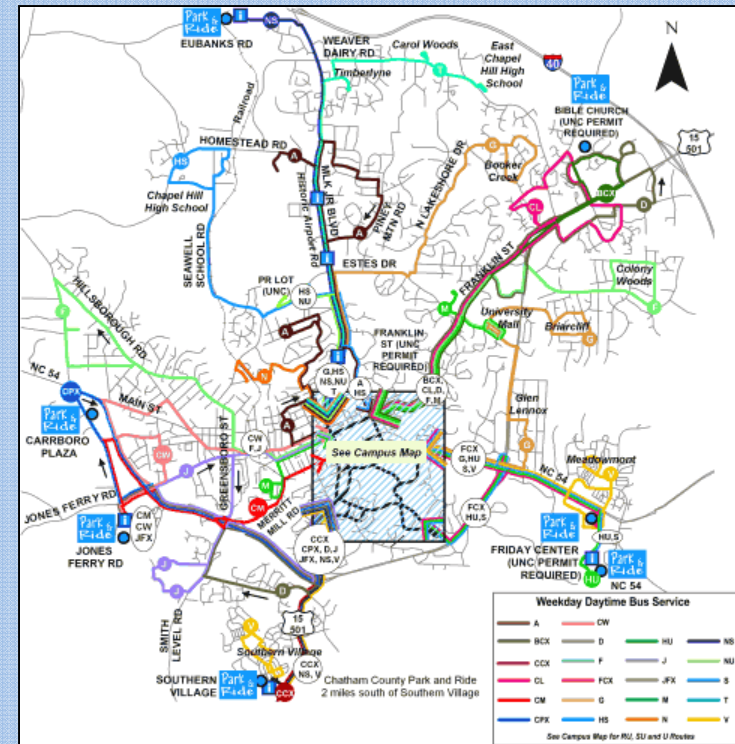 Park &
Ride
i
NS
EUBANKS RD
WEAVER
DAIRY RD
Carol Woods
East
Chapel
Hill High
School
Timberlyne
T
40
N
Park &
Ride
BIBLE CHURCH
(UNC PERMIT
REQUIRED)
15
501
Railroad
HOMESTEAD RD
A
HS
Chapel Hill
High School
MLK JR BLVD
Historic Airport Rd
i
PINEY
MTN RD
A
N LAKESHORE DR
G
Booker
Creek
CL
BCX
D
SEAWELL
SCHOOL RD
i
ESTES DR
FRANKLIN ST
PR LOT
(UNC)
HS
NU
Colony
Woods
F
HILLSBOROUGH RD
F
A
M
University
Mall
Briarcliff
G
FRANKLIN
ST (UNC
PERMIT
REQUIRED)
i
G,HS
NS,NU
T
A
HS
BCX,
CL,D,
F,M
NC 54
MAIN ST
N
CPX
Park &
Ride
CARRBORO
PLAZA
GREENSBORO ST
A
CW
F,J
See Campus Map
Glen
Lennox
G
FCX
G,HU
S,V
NC 54
Meadowmont
V
CW
J
M
CM
MERRITT
MILL RD
JONES FERRY RD
Park &
Ride
i
CM
CW
JFX
JONES
FERRY RD
FCX
HU,S
Park &
Ride
HU,S
FRIDAY CENTER
(UNC PERMIT
REQUIRED)
i
HU
Park &
Ride
NC 54
CCX
CPX, D,J
JFX, NS,V
J
J
D
SMITH
LEVEL RD
15
501
V
Southern Village
CCX
NS, V
SOUTHERN
VILLAGE
Park &
Ride
i
CCX
Chatham County Park and Ride
2 miles south of Southern Village
Weekday Daytime Bus Service
A CW
BCX D HU NS
CCX F J NU
CL FCX JFX S
CM G M T
CPX HS N V
See Campus Map for RU, SU and U Routes